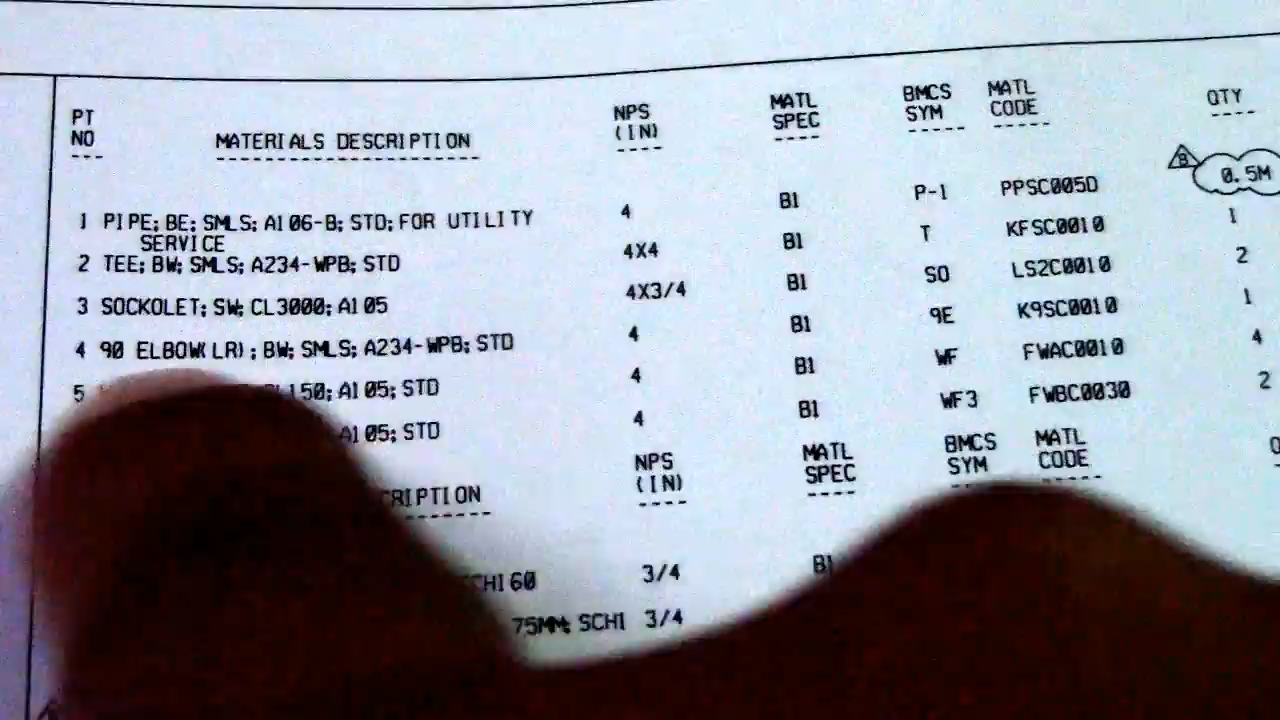 PT NO MATERIALS DESCRIPTION NPS (IN) MATL SPEC BMCS SYM MATL CODE QTY
1 PIPE; BE; SMLS; A106-B; STD; FOR UTILITY SERVICE 4 B1 P-1 PPSC005D B 0.5M
2 TEE; BW; SMLS; A234-WPB; STD 4X4 B1 T KFSC0010 1
3 SOCKOLET; SW; CL3000; A105 4X3/4 B1 SO LS2C0010 2
4 90 ELBOW(LR); BW; SMLS; A234-WPB; STD 4 B1 9E K9SC0010 1
5 A105; STD 4 B1 WF FWAC0010 4
A105; STD 4 B1 WF3 FWBC0030 2
NPS (IN) MATL SPEC BMCS SYM MATL CODE
3/4 B1
75MM; SCH1 3/4